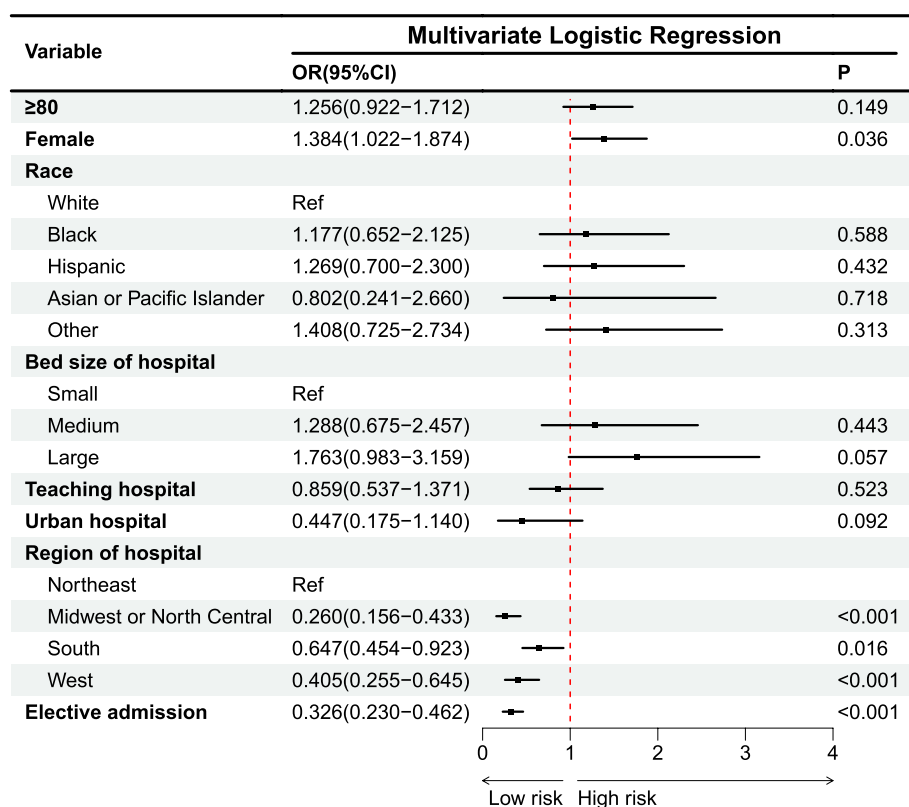 Variable
Multivariate Logistic Regression
OR(95%CI) P
≥80 1.256(0.922−1.712) 0.149
Female 1.384(1.022−1.874) 0.036
Race
White Ref
Black 1.177(0.652−2.125) 0.588
Hispanic 1.269(0.700−2.300) 0.432
Asian or Pacific Islander 0.802(0.241−2.660) 0.718
Other 1.408(0.725−2.734) 0.313
Bed size of hospital
Small Ref
Medium 1.288(0.675−2.457) 0.443
Large 1.763(0.983−3.159) 0.057
Teaching hospital 0.859(0.537−1.371) 0.523
Urban hospital 0.447(0.175−1.140) 0.092
Region of hospital
Northeast Ref
Midwest or North Central 0.260(0.156−0.433) <0.001
South 0.647(0.454−0.923) 0.016
West 0.405(0.255−0.645) <0.001
Elective admission 0.326(0.230−0.462) <0.001
0 1 2 3 4
Low risk High risk